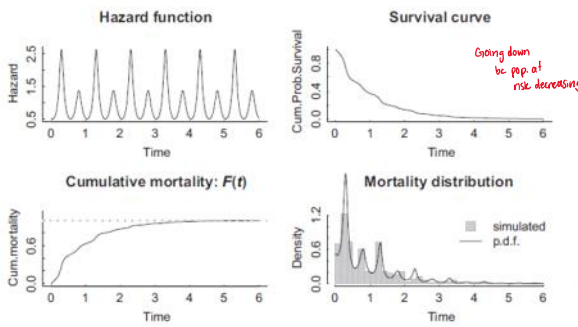 Hazard function
Hazard
2.5
1.5
0.5
0 1 2 3 4 5 6
Time
Survival curve
Cum.Prob.Survival
0.8
0.4
0.0
0 1 2 3 4 5 6
Time
Going down
bc pop. at
risk decreasing
Cumulative mortality: F(t)
Cum.mortality
0.6
0.0
0 1 2 3 4 5 6
Time
Mortality distribution
Density
1.2
0.6
0.0
simulated
p.d.f.
0 1 2 3 4 5 6
Time